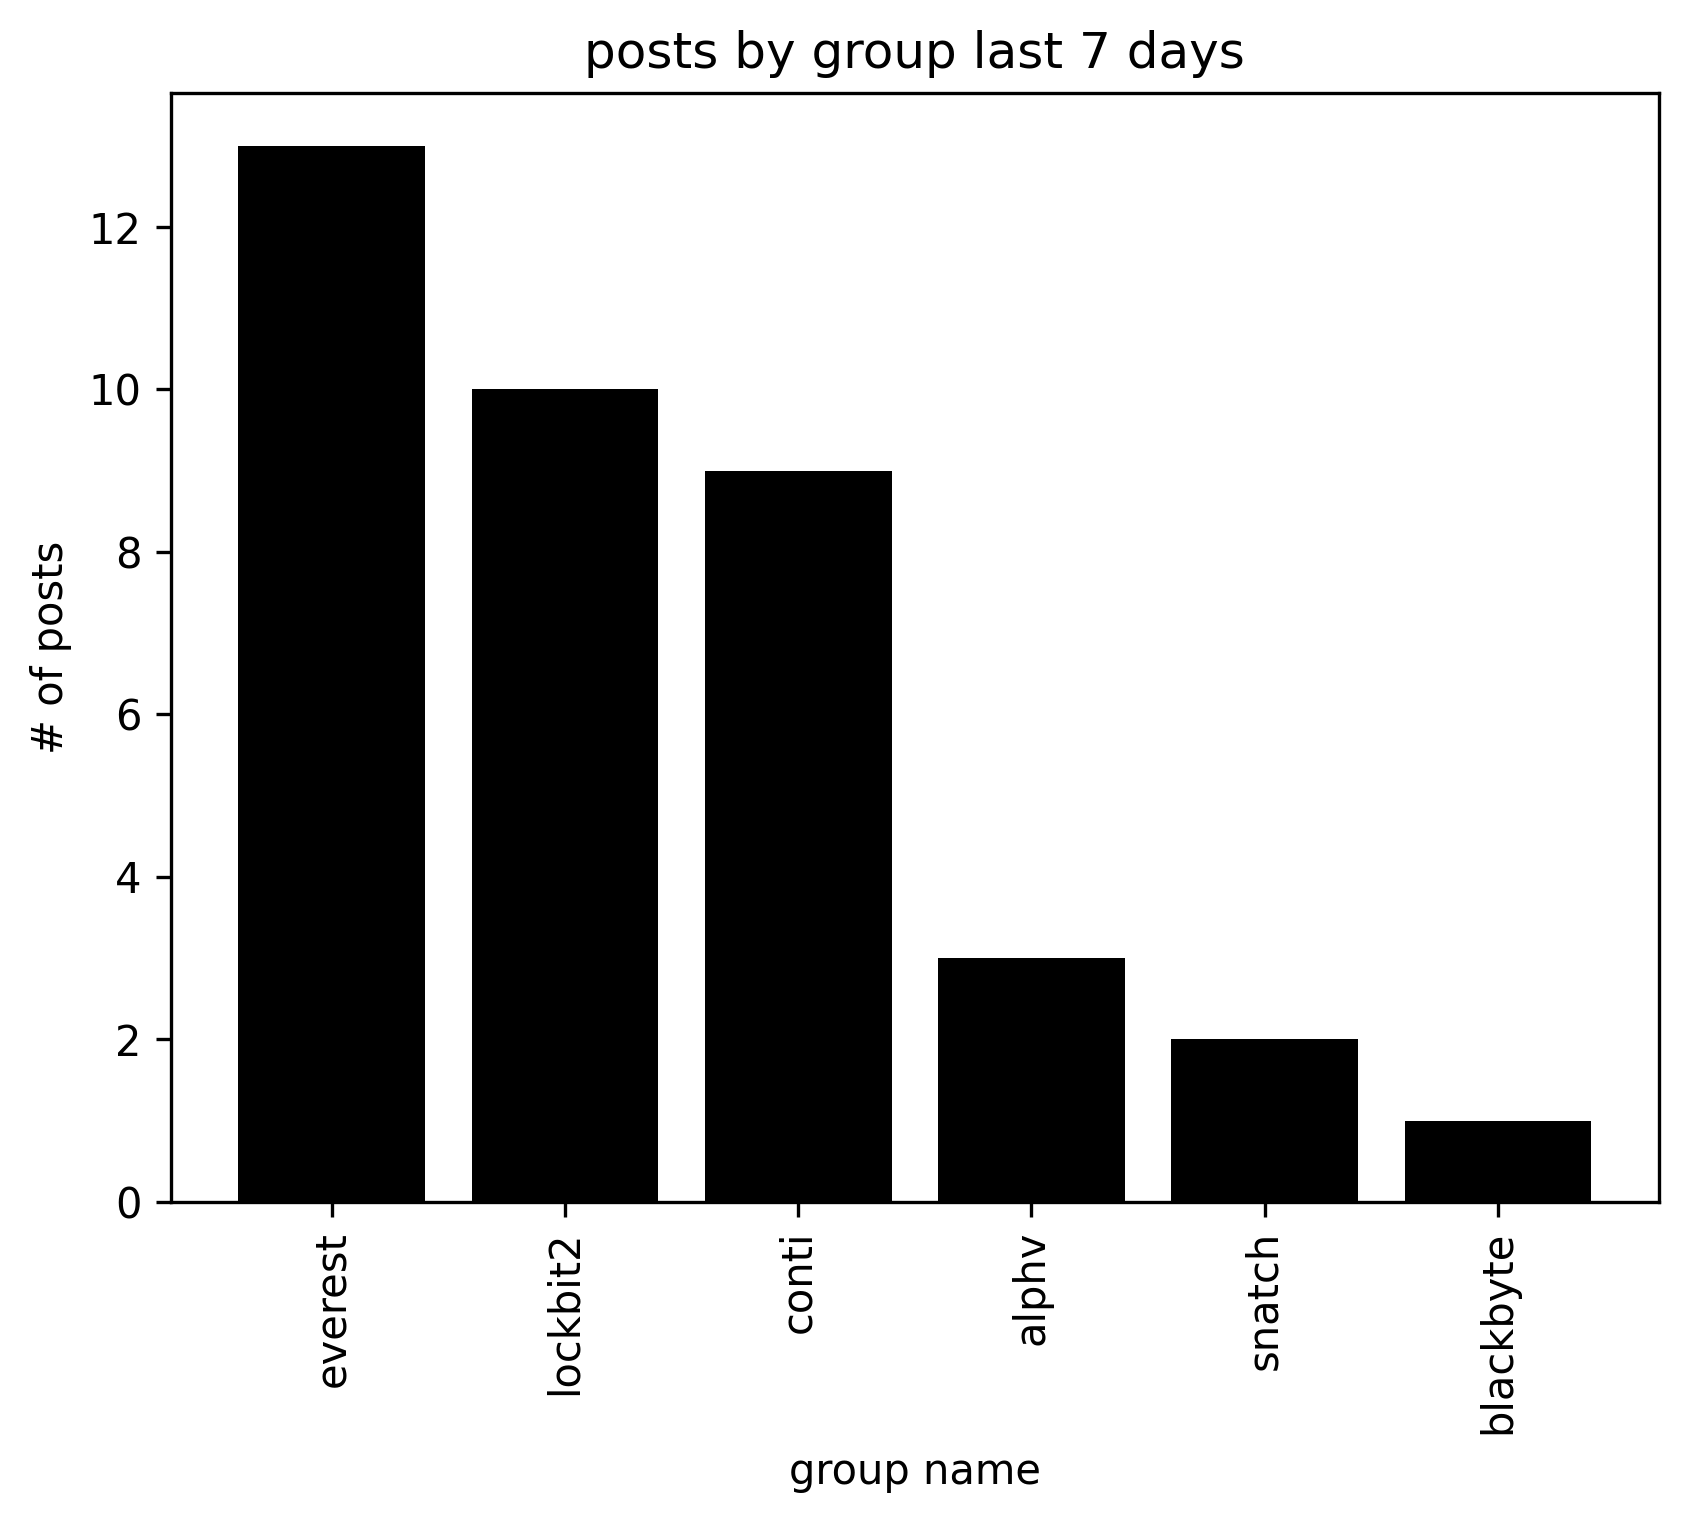 posts by group last 7 days
# of posts
12
10
8
6
4
2
0
everest
lockbit2
conti
alphv
snatch
blackbyte
group name